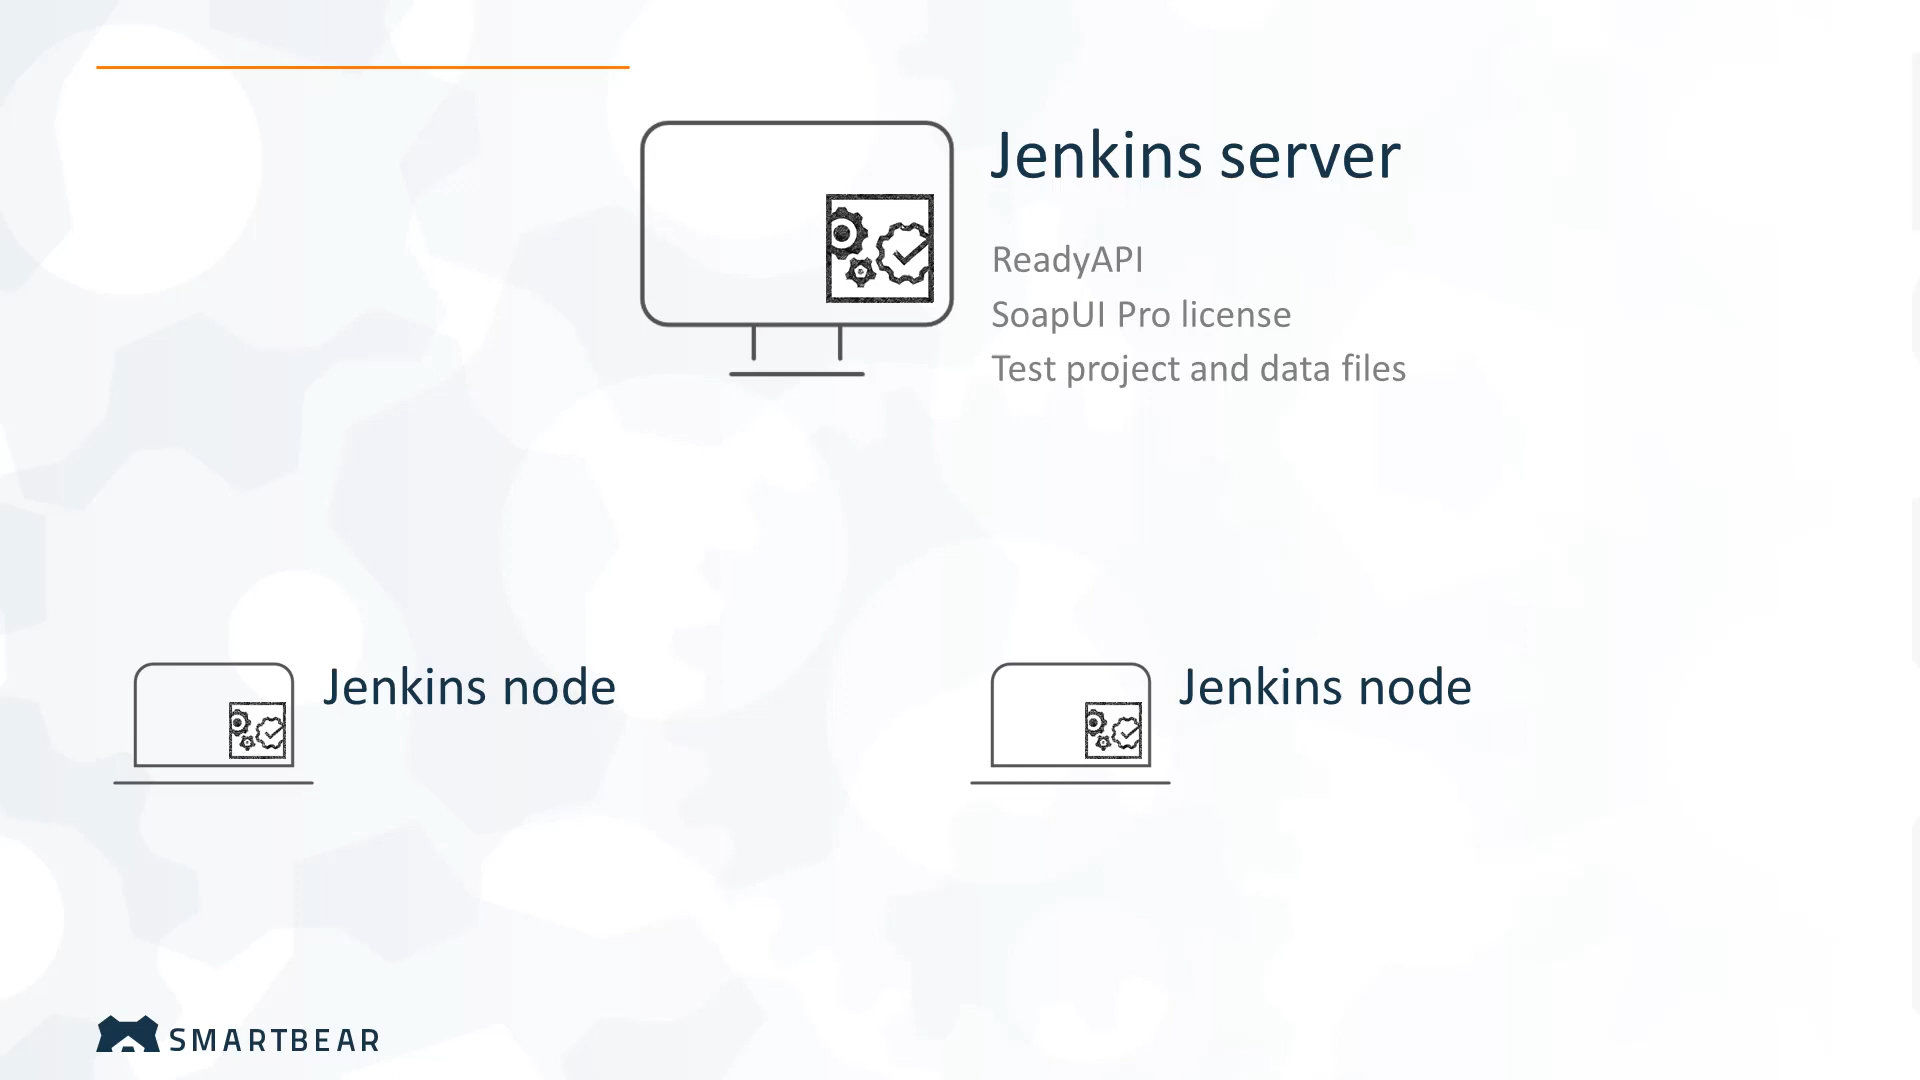 Jenkins server
ReadyAPI
SoapUI Pro license
Test project and data files
Jenkins node
Jenkins node
SMARTBEAR